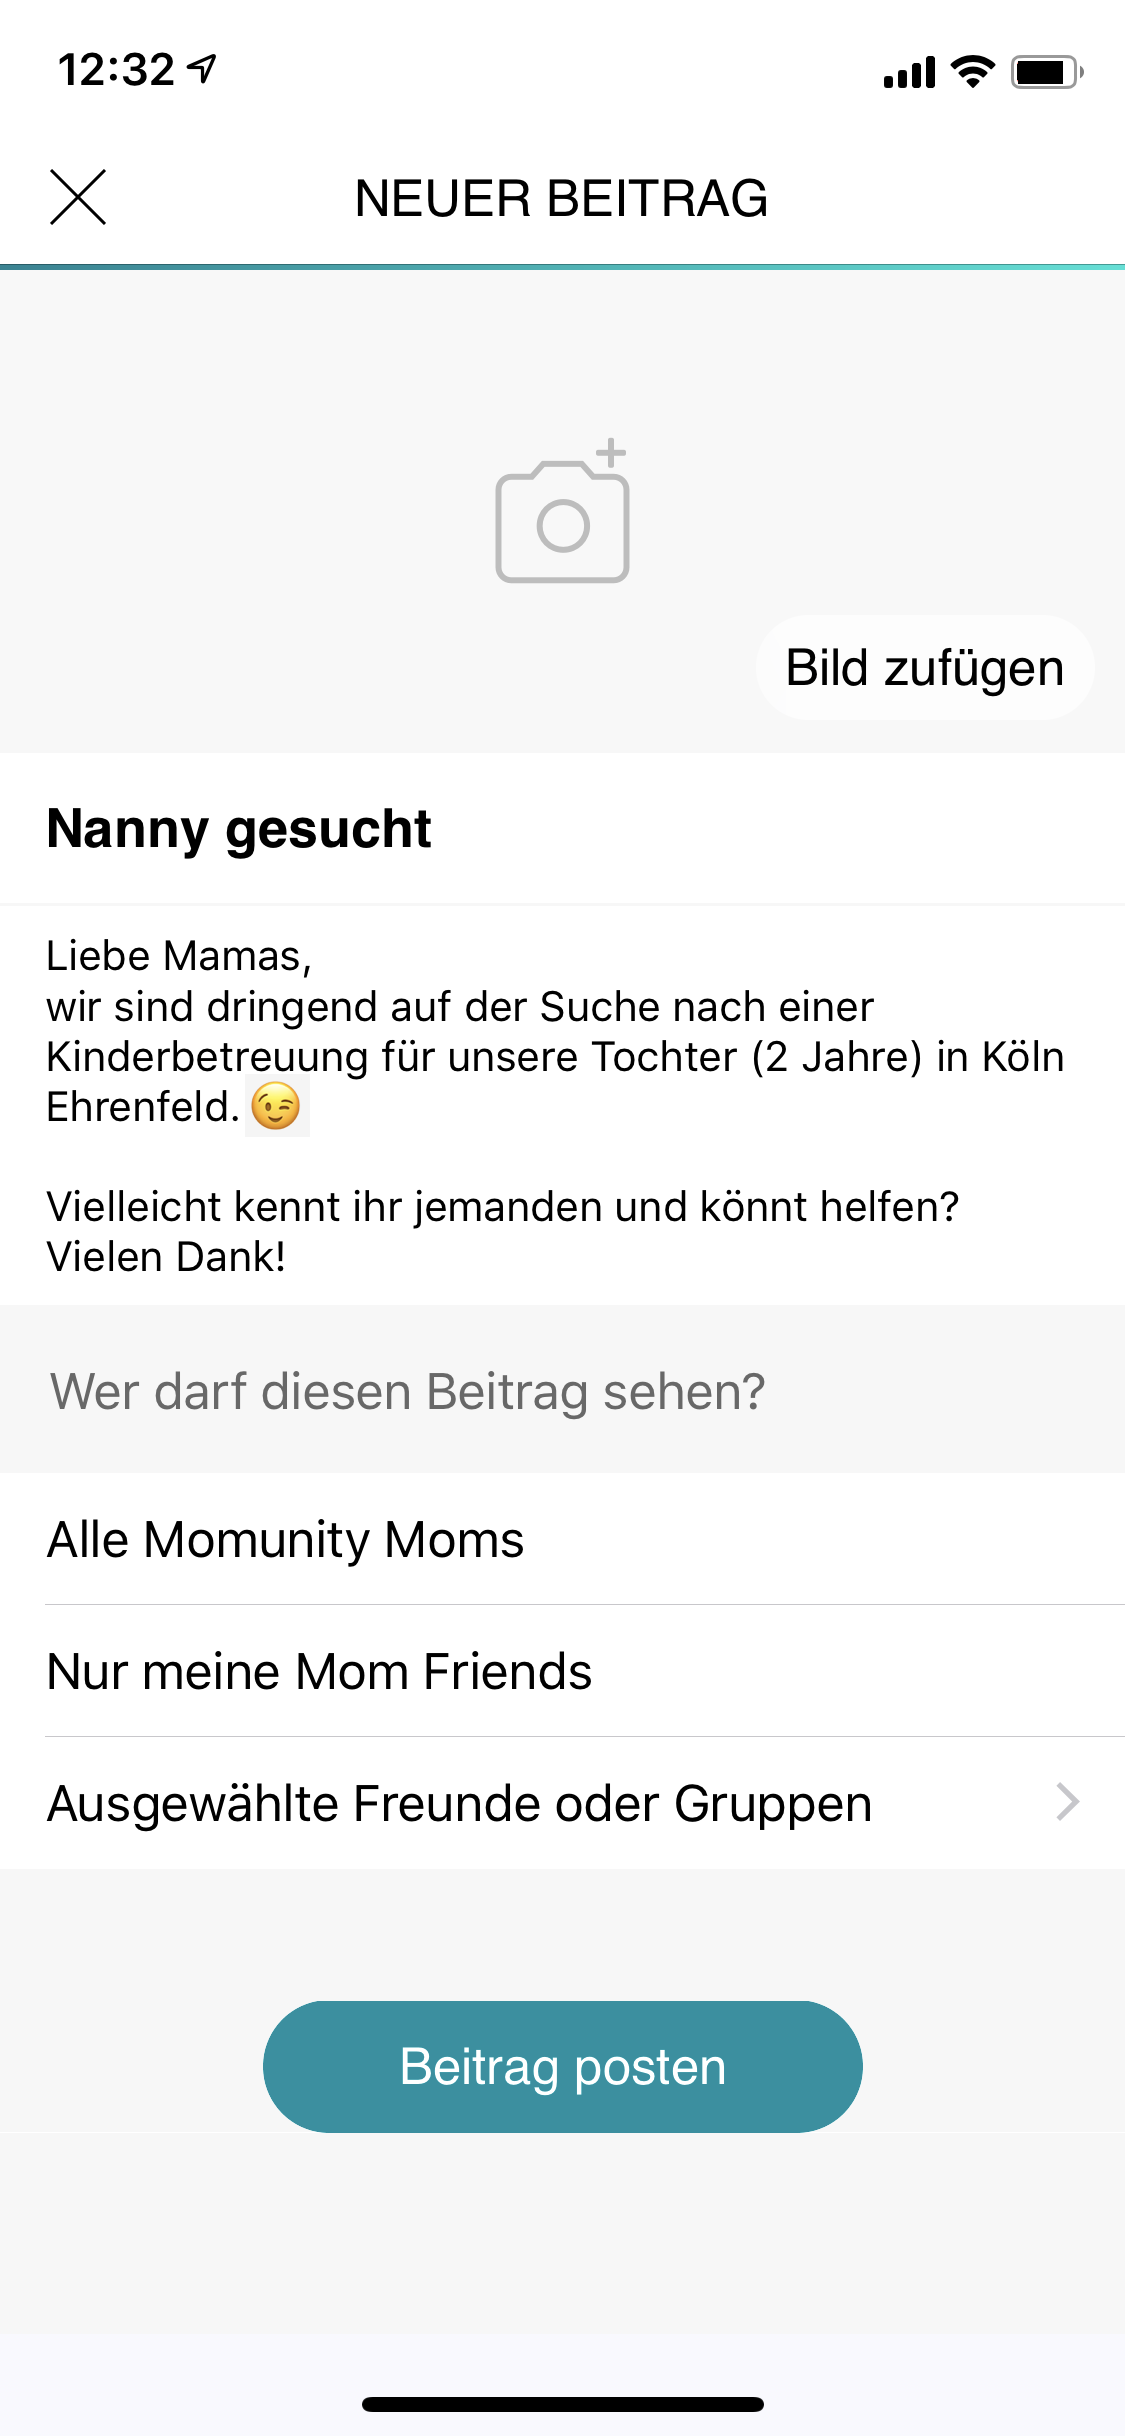 12:32
NEUER BEITRAG
Bild zufügen
Nanny gesucht
Liebe Mamas,
wir sind dringend auf der Suche nach einer
Kinderbetreuung für unsere Tochter (2 Jahre) in Köln
Ehrenfeld. 😉
Vielleicht kennt ihr jemanden und könnt helfen?
Vielen Dank!
Wer darf diesen Beitrag sehen?
Alle Momunity Moms
Nur meine Mom Friends
Ausgewählte Freunde oder Gruppen
Beitrag posten